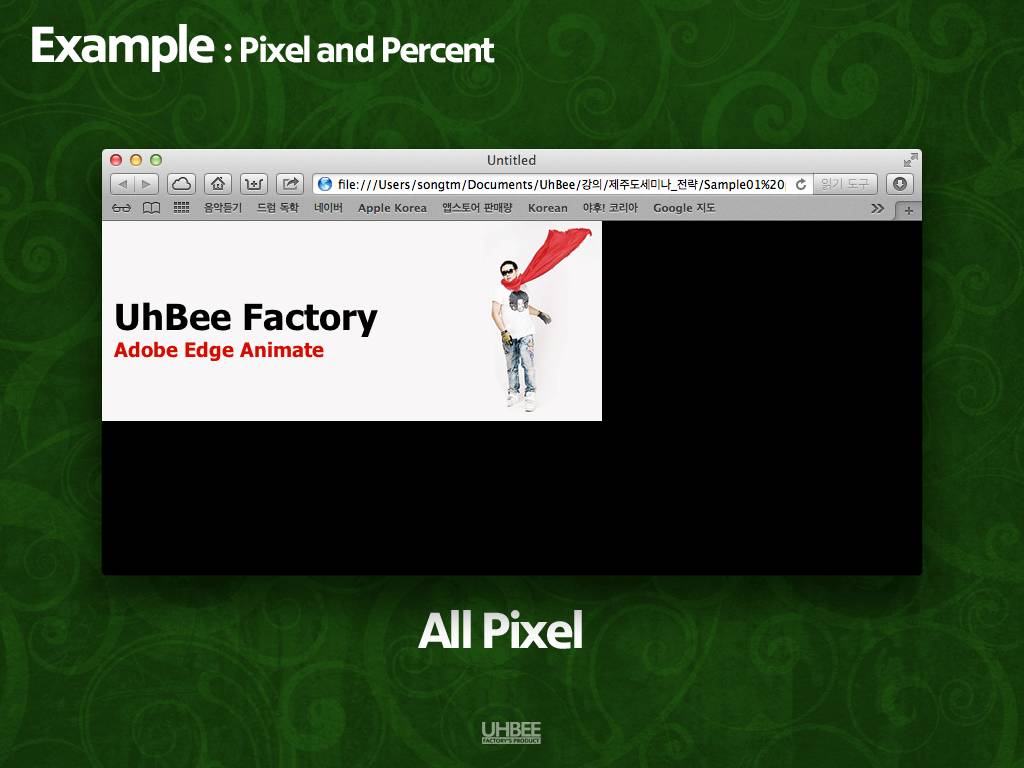 Example : Pixel and Percent
Untitled
file:///Users/songtm/Documents/UhBee/강의/제주도세미나_전략/Sample01%20
읽기 도구
음악듣기 드럼 독학 네이버 Apple Korea 앱스토어 판매량 Korean 야후! 코리아 Google 지도
UhBee Factory
Adobe Edge Animate
All Pixel
UHBEE
FACTORY'S PRODUCT